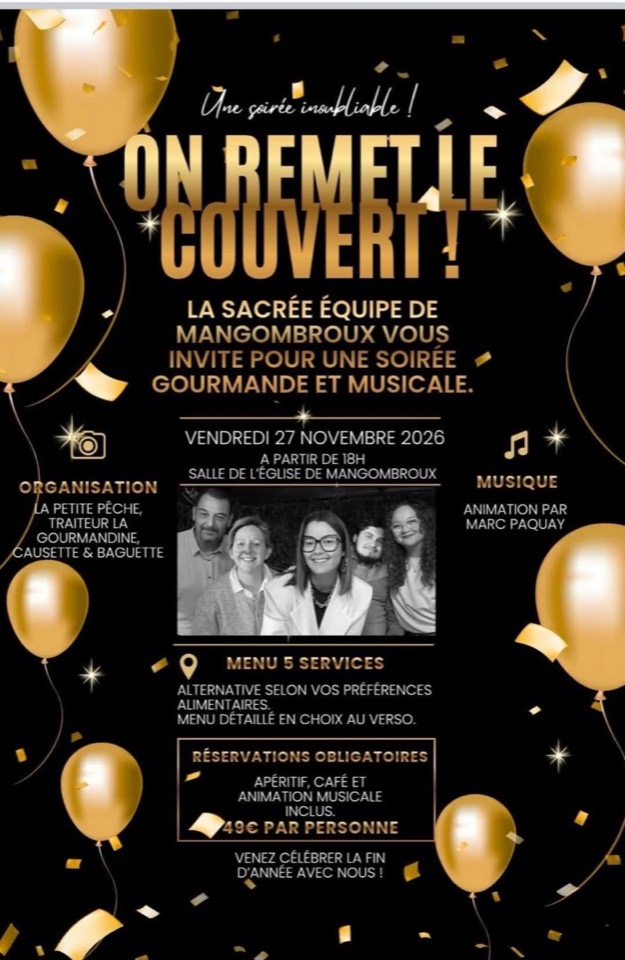 Une soirée inoubliable !
ON REMET LE
COUVERT !
LA SACRÉE ÉQUIPE DE
MANGOMBROUX VOUS
INVITE POUR UNE SOIRÉE
GOURMANDE ET MUSICALE.
VENDREDI 27 NOVEMBRE 2026
A PARTIR DE 18H
SALLE DE L'ÉGLISE DE MANGOMBROUX
ORGANISATION
LA PETITE PÊCHE,
TRAITEUR LA
GOURMANDINE,
CAUSETTE & BAGUETTE
MUSIQUE
ANIMATION PAR
MARC PAQUAY
MENU 5 SERVICES
ALTERNATIVE SELON VOS PRÉFÉRENCES
ALIMENTAIRES.
MENU DÉTAILLÉ EN CHOIX AU VERSO.
RÉSERVATIONS OBLIGATOIRES
APÉRITIF, CAFÉ ET
ANIMATION MUSICALE
INCLUS.
49€ PAR PERSONNE
VENEZ CÉLÉBRER LA FIN
D'ANNÉE AVEC NOUS !